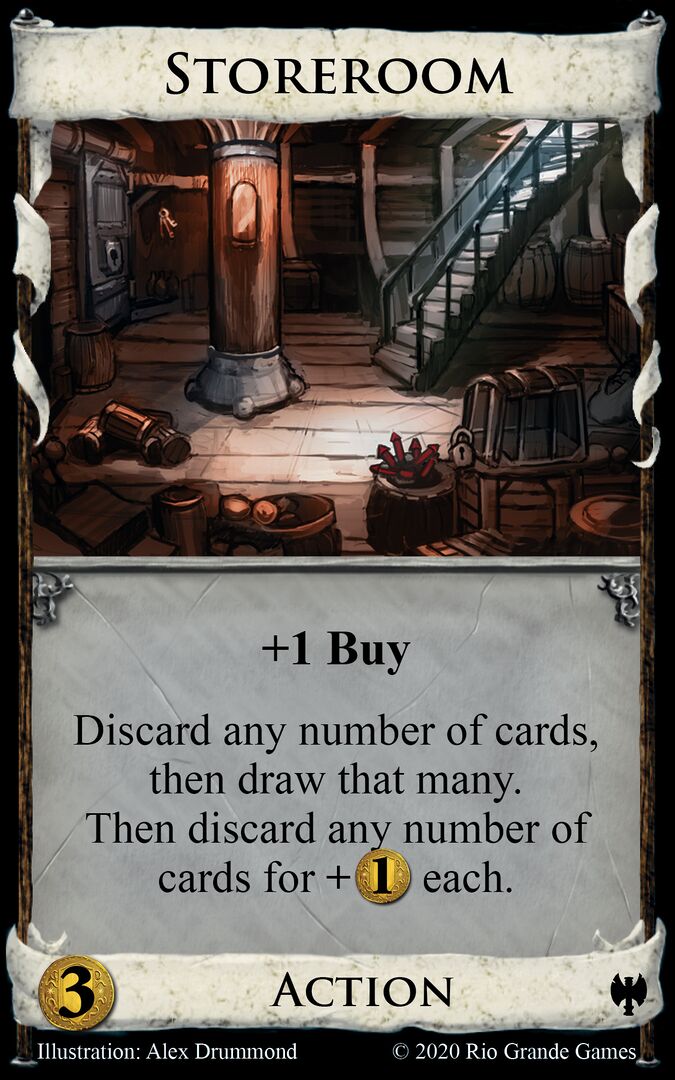 STOREROOM
+1 Buy
Discard any number of cards,
then draw that many.
Then discard any number of
cards for +1 each.
3 ACTION
Illustration: Alex Drummond © 2020 Rio Grande Games